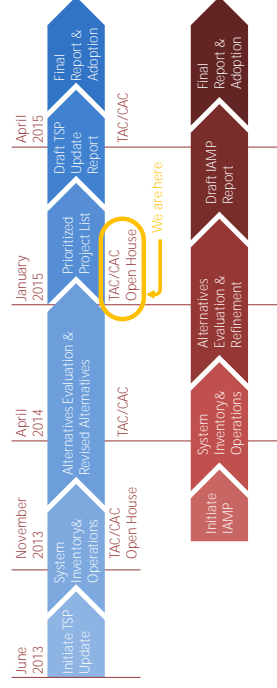 June
2013
November
2013
April
2014
January
2015
April
2015
Initiate TSP
Update
System
Inventory&
Operations
Alternatives Evaluation &
Revised Alternatives
Prioritized
Project List
Draft TSP
Update
Report
Final
Report &
Adoption
TAC/CAC
Open House
TAC/CAC
TAC/CAC
Open House
TAC/CAC
We are here
Initiate
IAMP
System
Inventory&
Operations
Alternatives
Evaluation &
Refinement
Draft IAMP
Report
Final
Report &
Adoption